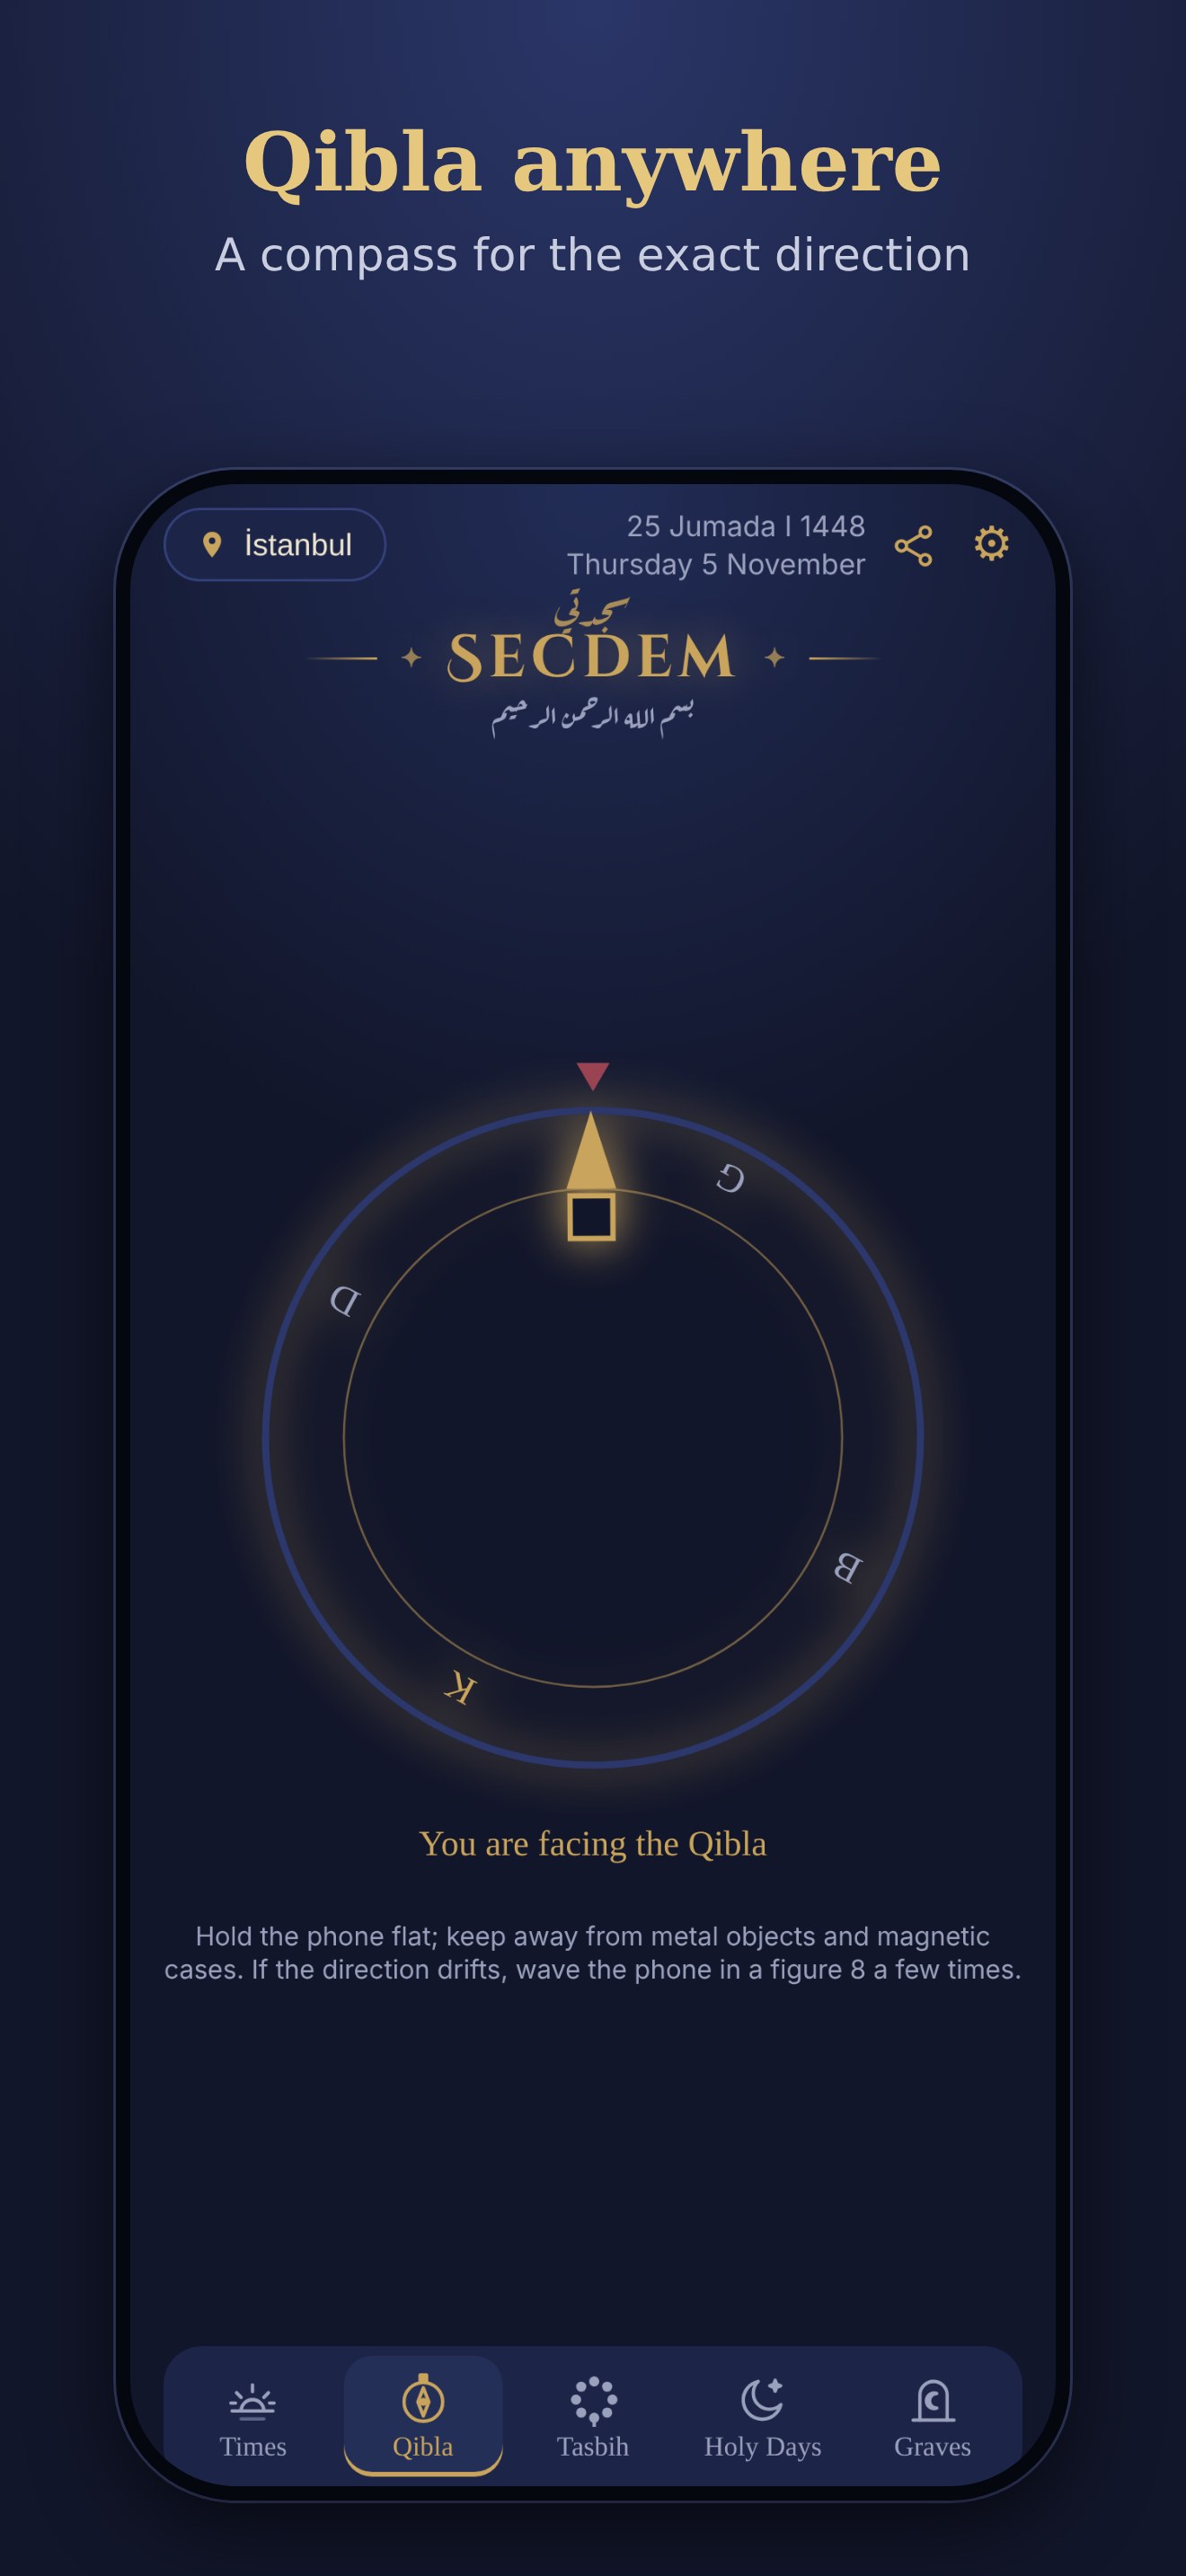 Qibla anywhere
A compass for the exact direction
İstanbul
25 Jumada I 1448
Thursday 5 November
سجدتي
SECDEM
بسم الله الرحمن الرحيم
G
D
B
K
You are facing the Qibla
Hold the phone flat; keep away from metal objects and magnetic
cases. If the direction drifts, wave the phone in a figure 8 a few times.
Times
Qibla
Tasbih
Holy Days
Graves